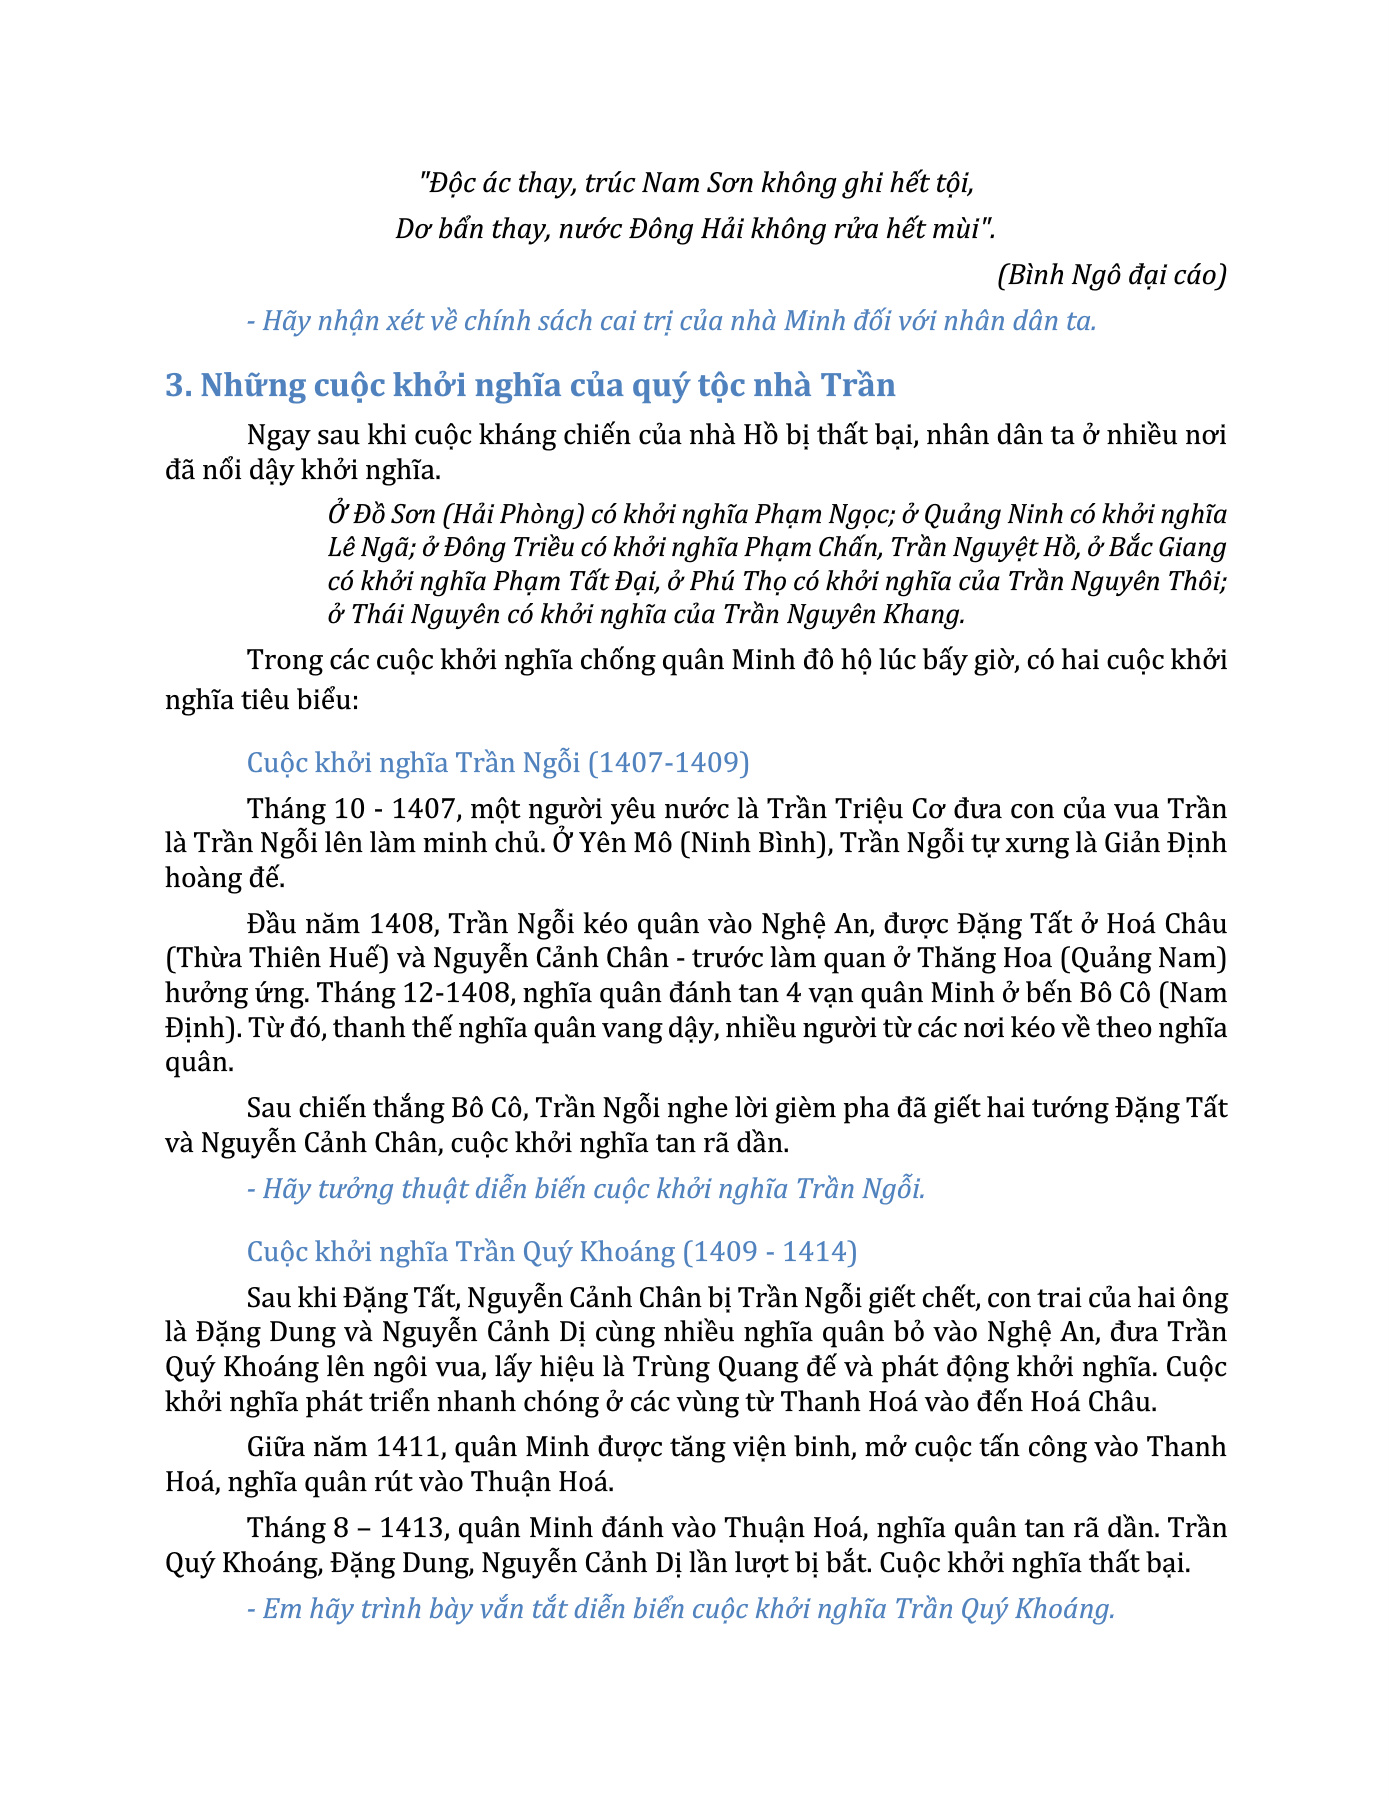 "Độc ác thay, trúc Nam Sơn không ghi hết tội,
Dơ bẩn thay, nước Đông Hải không rửa hết mùi".
(Bình Ngô đại cáo)
- Hãy nhận xét về chính sách cai trị của nhà Minh đối với nhân dân ta.
3. Những cuộc khởi nghĩa của quý tộc nhà Trần
Ngay sau khi cuộc kháng chiến của nhà Hồ bị thất bại, nhân dân ta ở nhiều nơi
đã nổi dậy khởi nghĩa.
Ở Đồ Sơn (Hải Phòng) có khởi nghĩa Phạm Ngọc; ở Quảng Ninh có khởi nghĩa
Lê Ngã; ở Đông Triều có khởi nghĩa Phạm Chấn, Trần Nguyệt Hồ, ở Bắc Giang
có khởi nghĩa Phạm Tất Đại, ở Phú Thọ có khởi nghĩa của Trần Nguyên Thôi;
ở Thái Nguyên có khởi nghĩa của Trần Nguyên Khang.
Trong các cuộc khởi nghĩa chống quân Minh đô hộ lúc bấy giờ, có hai cuộc khởi
nghĩa tiêu biểu:
Cuộc khởi nghĩa Trần Ngỗi (1407-1409)
Tháng 10 - 1407, một người yêu nước là Trần Triệu Cơ đưa con của vua Trần
là Trần Ngỗi lên làm minh chủ. Ở Yên Mô (Ninh Bình), Trần Ngỗi tự xưng là Giản Định
hoàng đế.
Đầu năm 1408, Trần Ngỗi kéo quân vào Nghệ An, được Đặng Tất ở Hoá Châu
(Thừa Thiên Huế) và Nguyễn Cảnh Chân - trước làm quan ở Thăng Hoa (Quảng Nam)
hưởng ứng. Tháng 12-1408, nghĩa quân đánh tan 4 vạn quân Minh ở bến Bô Cô (Nam
Định). Từ đó, thanh thế nghĩa quân vang dậy, nhiều người từ các nơi kéo về theo nghĩa
quân.
Sau chiến thắng Bô Cô, Trần Ngỗi nghe lời gièm pha đã giết hai tướng Đặng Tất
và Nguyễn Cảnh Chân, cuộc khởi nghĩa tan rã dần.
- Hãy tưởng thuật diễn biến cuộc khởi nghĩa Trần Ngỗi.
Cuộc khởi nghĩa Trần Quý Khoáng (1409 - 1414)
Sau khi Đặng Tất, Nguyễn Cảnh Chân bị Trần Ngỗi giết chết, con trai của hai ông
là Đặng Dung và Nguyễn Cảnh Dị cùng nhiều nghĩa quân bỏ vào Nghệ An, đưa Trần
Quý Khoáng lên ngôi vua, lấy hiệu là Trùng Quang đế và phát động khởi nghĩa. Cuộc
khởi nghĩa phát triển nhanh chóng ở các vùng từ Thanh Hoá vào đến Hoá Châu.
Giữa năm 1411, quân Minh được tăng viện binh, mở cuộc tấn công vào Thanh
Hoá, nghĩa quân rút vào Thuận Hoá.
Tháng 8 – 1413, quân Minh đánh vào Thuận Hoá, nghĩa quân tan rã dần. Trần
Quý Khoáng, Đặng Dung, Nguyễn Cảnh Dị lần lượt bị bắt. Cuộc khởi nghĩa thất bại.
- Em hãy trình bày vắn tắt diễn biển cuộc khởi nghĩa Trần Quý Khoáng.